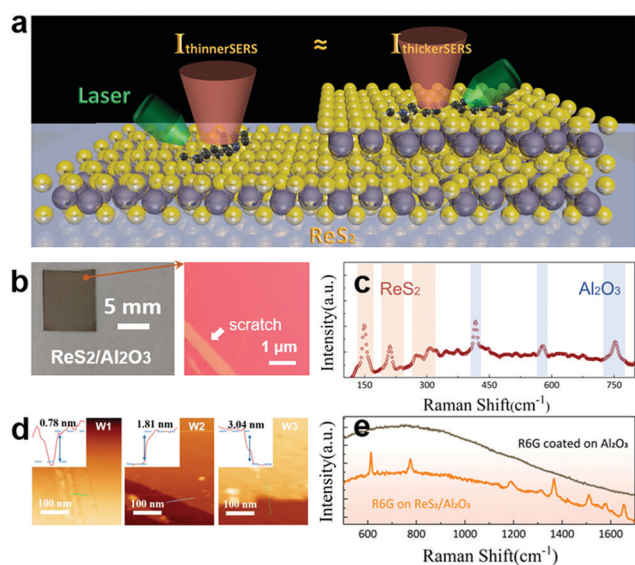 a
I thinnerSERS ≈ I thickerSERS
Laser
ReS₂
b
5 mm
ReS₂/Al₂O₃
scratch
1 μm
c
ReS₂
Al₂O₃
Intensity(a.u.)
150 300 450 600 750
Raman Shift(cm⁻¹)
d
0.78 nm
W1
100 nm
1.81 nm
W2
100 nm
3.04 nm
W3
100 nm
e
Intensity(a.u.)
R6G coated on Al₂O₃
R6G on ReS₂/Al₂O₃
600 800 1000 1200 1400 1600
Raman Shift(cm⁻¹)